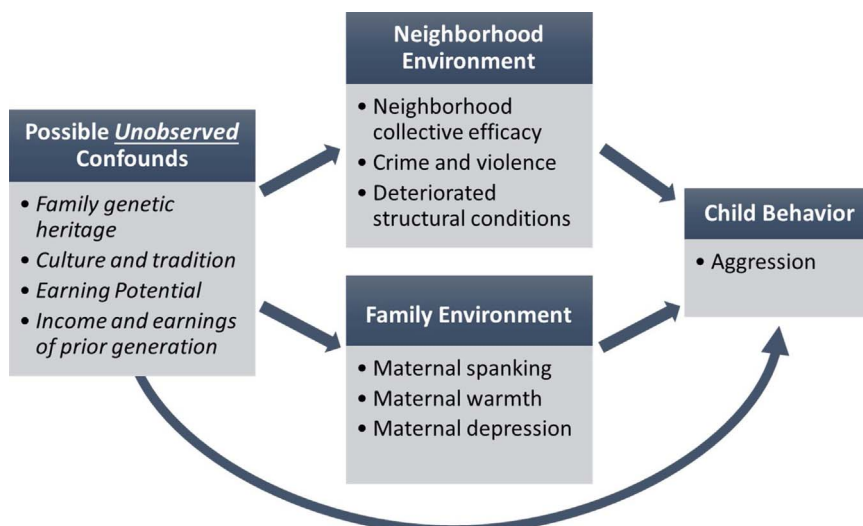 Possible Unobserved
Confounds
• Family genetic
heritage
• Culture and tradition
• Earning Potential
• Income and earnings
of prior generation
Neighborhood
Environment
• Neighborhood
collective efficacy
• Crime and violence
• Deteriorated
structural conditions
Family Environment
• Maternal spanking
• Maternal warmth
• Maternal depression
Child Behavior
• Aggression